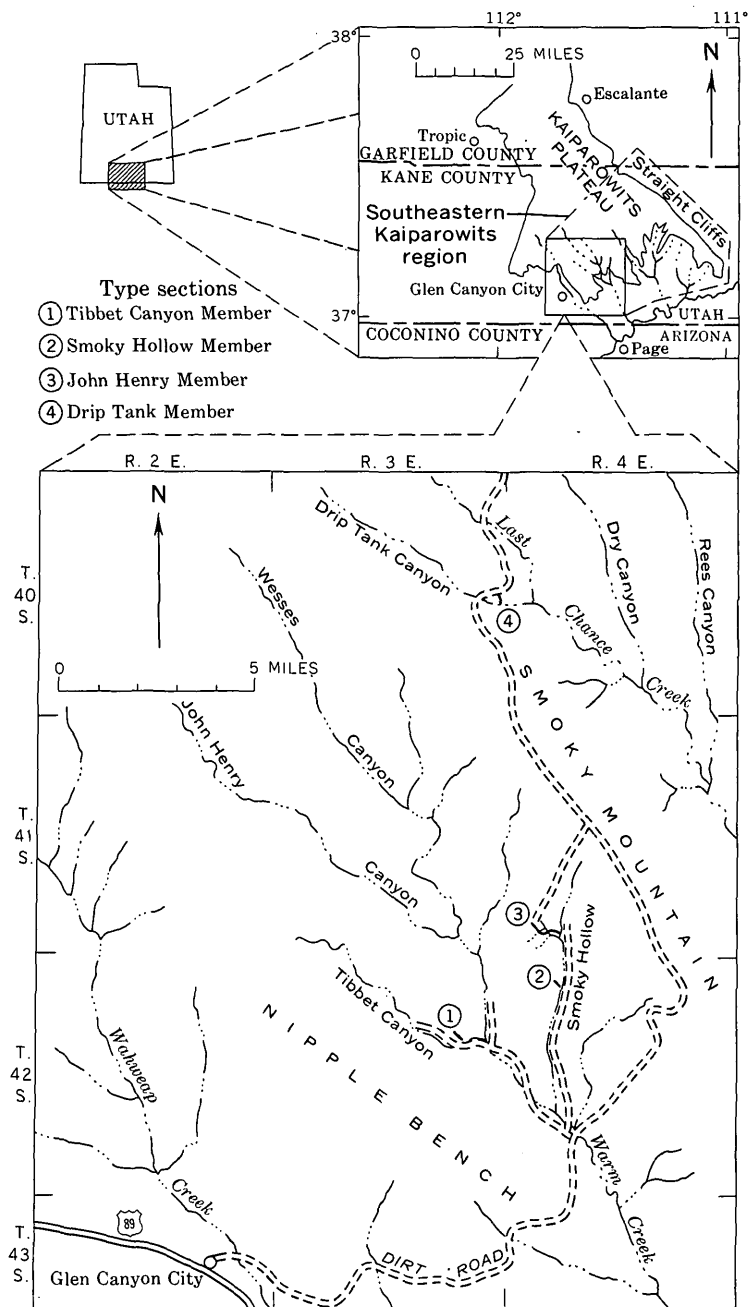 112°
111°
38°
0 25 MILES
N
UTAH
Escalante
Tropic
KAIPAROWITS
PLATEAU
GARFIELD COUNTY
KANE COUNTY
Straight Cliffs
Southeastern
Kaiparowits
region
Type sections
Glen Canyon City
1 Tibbet Canyon Member
37°
UTAH
COCONINO COUNTY
ARIZONA
2 Smoky Hollow Member
Page
3 John Henry Member
4 Drip Tank Member
R. 2 E.
R. 3 E.
R. 4 E.
N
Drip Tank Canyon
Last
Chance
Creek
Dry Canyon
Rees Canyon
T.
40
S.
Wesses
Canyon
4
0 5 MILES
SMOKY MOUNTAIN
John Henry
Canyon
T.
41
S.
3
2
Smoky Hollow
Tibbet Canyon
1
NIPPLE BENCH
Wahweap
Creek
T.
42
S.
Warm
Creek
89
T.
43
S.
DIRT ROAD
Glen Canyon City